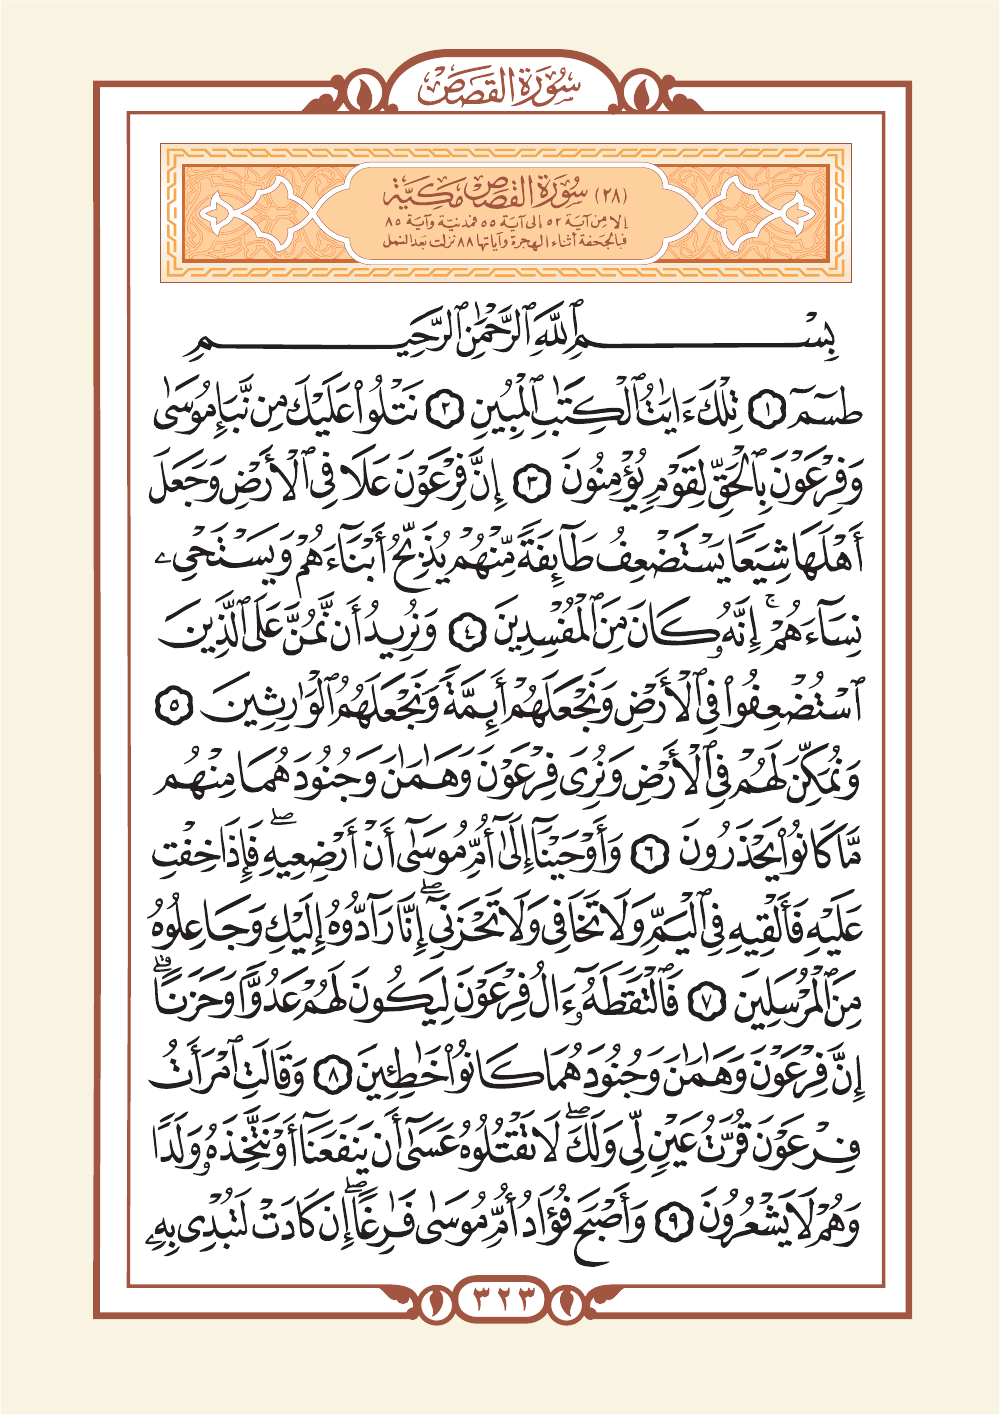 سُورَةُ القَصَصِ
(٢٨) سُورَةُ القَصَصِ مَكِّيَّة
إلا من آية ٥٢ إلى آية ٥٥ فمدنية وآية ٨٥
فبالجحفة أثناء الهجرة وآياتها ٨٨ نزلت بعد النمل
بِسْمِ ٱللَّهِ ٱلرَّحْمَٰنِ ٱلرَّحِيمِ
طسٓمٓ ١ تِلْكَ ءَايَٰتُ ٱلْكِتَٰبِ ٱلْمُبِينِ ٢ نَتْلُوا۟ عَلَيْكَ مِن نَّبَإِ مُوسَىٰ
وَفِرْعَوْنَ بِٱلْحَقِّ لِقَوْمٍ يُؤْمِنُونَ ٣ إِنَّ فِرْعَوْنَ عَلَا فِى ٱلْأَرْضِ وَجَعَلَ
أَهْلَهَا شِيَعًا يَسْتَضْعِفُ طَآئِفَةً مِّنْهُمْ يُذَبِّحُ أَبْنَآءَهُمْ وَيَسْتَحْىِۦ
نِسَآءَهُمْ ۚ إِنَّهُۥ كَانَ مِنَ ٱلْمُفْسِدِينَ ٤ وَنُرِيدُ أَن نَّمُنَّ عَلَى ٱلَّذِينَ
ٱسْتُضْعِفُوا۟ فِى ٱلْأَرْضِ وَنَجْعَلَهُمْ أَئِمَّةً وَنَجْعَلَهُمُ ٱلْوَٰرِثِينَ ٥
وَنُمَكِّنَ لَهُمْ فِى ٱلْأَرْضِ وَنُرِىَ فِرْعَوْنَ وَهَٰمَٰنَ وَجُنُودَهُمَا مِنْهُم
مَّا كَانُوا۟ يَحْذَرُونَ ٦ وَأَوْحَيْنَآ إِلَىٰٓ أُمِّ مُوسَىٰٓ أَنْ أَرْضِعِيهِ ۖ فَإِذَا خِفْتِ
عَلَيْهِ فَأَلْقِيهِ فِى ٱلْيَمِّ وَلَا تَخَافِى وَلَا تَحْزَنِىٓ ۖ إِنَّا رَآدُّوهُ إِلَيْكِ وَجَاعِلُوهُ
مِنَ ٱلْمُرْسَلِينَ ٧ فَٱلْتَقَطَهُۥٓ ءَالُ فِرْعَوْنَ لِيَكُونَ لَهُمْ عَدُوًّا وَحَزَنًا ۗ
إِنَّ فِرْعَوْنَ وَهَٰمَٰنَ وَجُنُودَهُمَا كَانُوا۟ خَٰطِـِٔينَ ٨ وَقَالَتِ ٱمْرَأَتُ
فِرْعَوْنَ قُرَّتُ عَيْنٍ لِّى وَلَكَ ۖ لَا تَقْتُلُوهُ عَسَىٰٓ أَن يَنفَعَنَآ أَوْ نَتَّخِذَهُۥ وَلَدًا
وَهُمْ لَا يَشْعُرُونَ ٩ وَأَصْبَحَ فُؤَادُ أُمِّ مُوسَىٰ فَٰرِغًا ۖ إِن كَادَتْ لَتُبْدِى بِهِۦ
٣٢٣